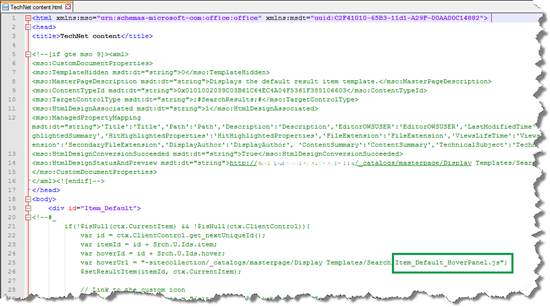 TechNet content.html
1 <html xmlns:mso="urn:schemas-microsoft-com:office:office" xmlns:msdt="uuid:C2F41010-65B3-11d1-A29F-00AA00C14882">
2 <head>
3 <title>TechNet content</title>
4
5 <!--[if gte mso 9]><xml>
6 <mso:CustomDocumentProperties>
7 <mso:TemplateHidden msdt:dt="string">0</mso:TemplateHidden>
8 <mso:MasterPageDescription msdt:dt="string">Displays the default result item template.</mso:MasterPageDescription>
9 <mso:ContentTypeId msdt:dt="string">0x0101002039C03B61C64EC4A04F5361F385106603</mso:ContentTypeId>
10 <mso:TargetControlType msdt:dt="string">;#SearchResults;#</mso:TargetControlType>
11 <mso:HtmlDesignAssociated msdt:dt="string">1</mso:HtmlDesignAssociated>
12 <mso:ManagedPropertyMapping
msdt:dt="string">'Title':'Title','Path':'Path','Description':'Description','EditorOWSUSER':'EditorOWSUSER','LastModifiedTime'
ghlightedSummary','HitHighlightedProperties':'HitHighlightedProperties','FileExtension':'FileExtension','ViewsLifeTime':'V
ension':'SecondaryFileExtension','DisplayAuthor':'DisplayAuthor', 'ContentSummary':'ContentSummary','TechnicalSubject':'Techn
13 <mso:HtmlDesignConversionSucceeded msdt:dt="string">True</mso:HtmlDesignConversionSucceeded>
14 <mso:HtmlDesignStatusAndPreview msdt:dt="string">http:// /_catalogs/masterpage/Display Templates/Sear
15 </mso:CustomDocumentProperties>
16 </xml><![endif]-->
17 </head>
18 <body>
19 <div id="Item_Default">
20 <!--#_
21 if(!$isNull(ctx.CurrentItem) && !$isNull(ctx.ClientControl)){
22 var id = ctx.ClientControl.get_nextUniqueId();
23 var itemId = id + Srch.U.Ids.item;
24 var hoverId = id + Srch.U.Ids.hover;
25 var hoverUrl = "~sitecollection/_catalogs/masterpage/Display Templates/Search/Item_Default_HoverPanel.js";
26 $setResultItem(itemId, ctx.CurrentItem);
27
28 // Link to the custom icon